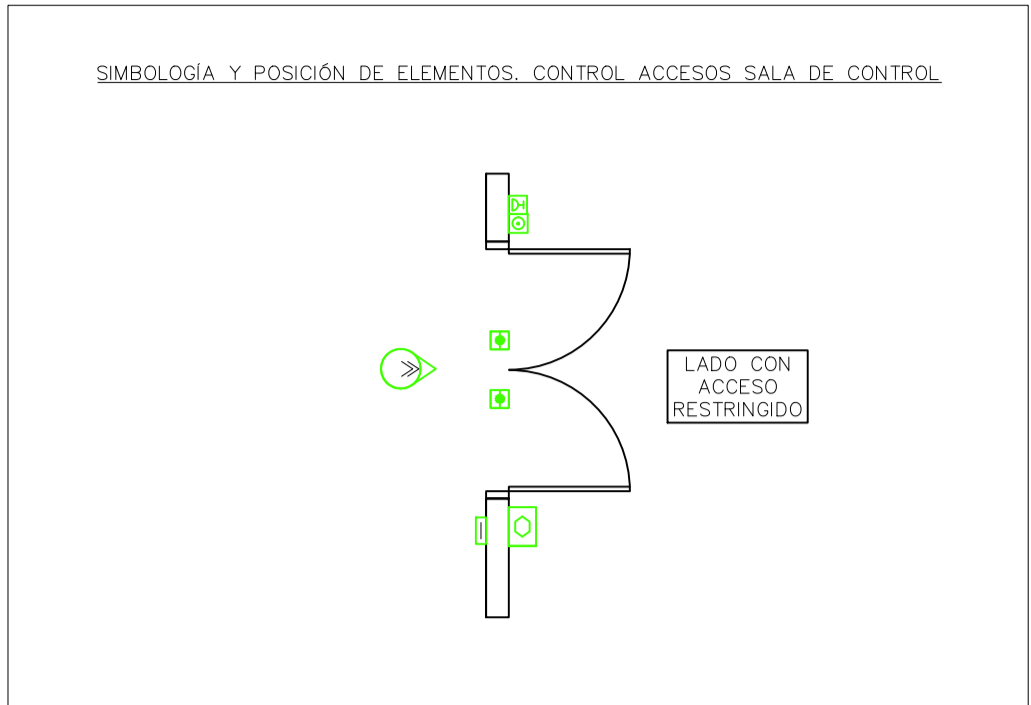 SIMBOLOGÍA Y POSICIÓN DE ELEMENTOS. CONTROL ACCESOS SALA DE CONTROL
LADO CON
ACCESO
RESTRINGIDO